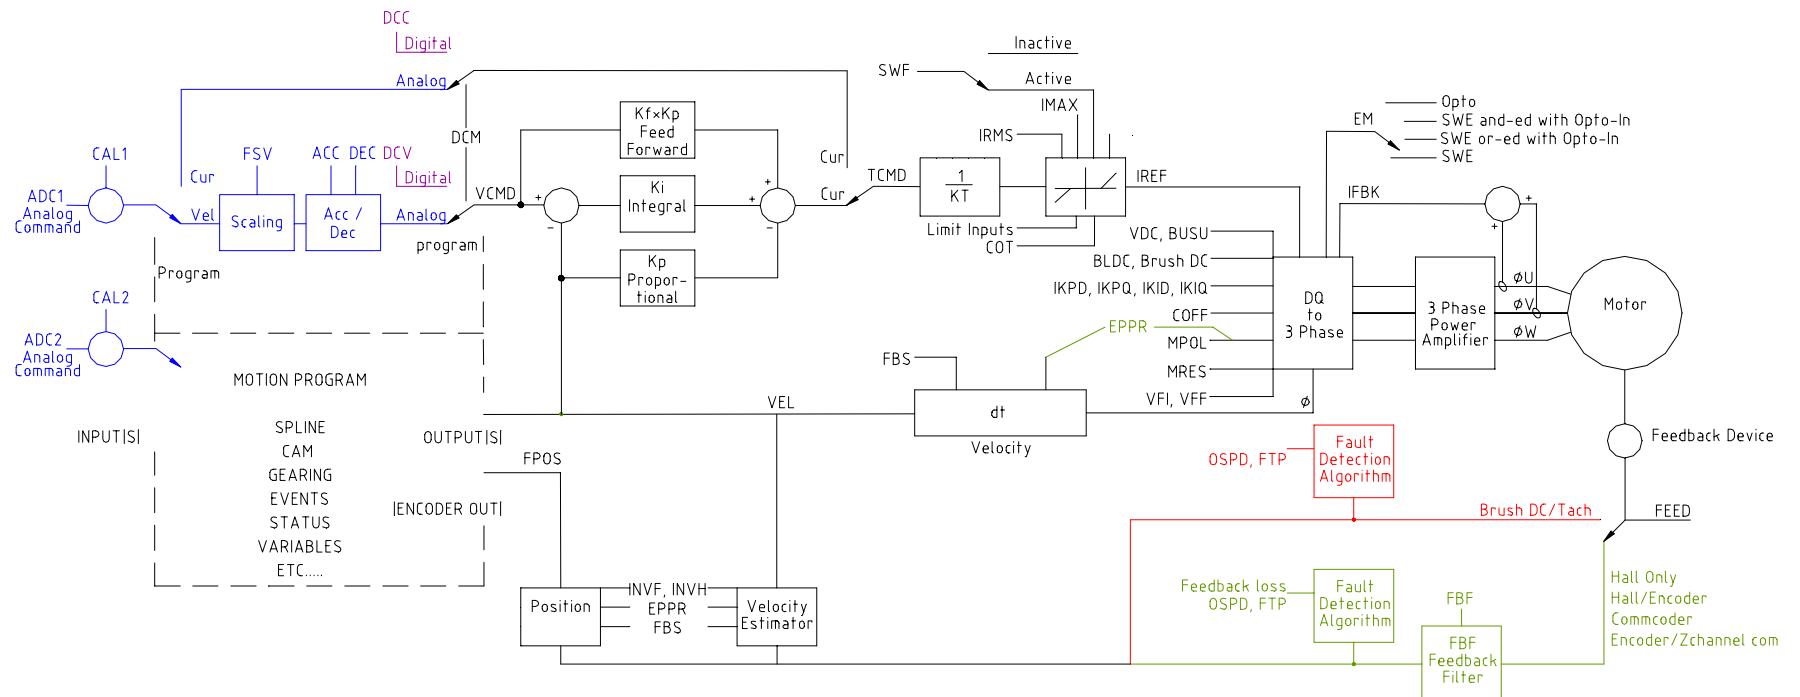 DCC
Digital
Analog
DCM
CAL1
FSV
ACC DEC
DCV
Digital
Cur
ADC1
Analog
Command
Vel
Scaling
Acc /
Dec
Analog
VCMD
program
Program
CAL2
ADC2
Analog
Command
MOTION PROGRAM
SPLINE
CAM
GEARING
EVENTS
STATUS
VARIABLES
ETC.....
INPUT|S|
OUTPUT|S|
|ENCODER OUT|
FPOS
+
-
Kf×Kp
Feed
Forward
Ki
Integral
Kp
Propor-
tional
+
+
-
Cur
Cur
TCMD
1
KT
SWF
Inactive
Active
IMAX
IRMS
IREF
Limit Inputs
COT
EM
Opto
SWE and-ed with Opto-In
SWE or-ed with Opto-In
SWE
IFBK
+
+
VDC, BUSU
BLDC, Brush DC
IKPD, IKPQ, IKID, IKIQ
COFF
MPOL
MRES
VFI, VFF
EPPR
DQ
to
3 Phase
3 Phase
Power
Amplifier
ϕU
ϕV
ϕW
Motor
FBS
dt
Velocity
ϕ
VEL
Feedback Device
FEED
OSPD, FTP
Fault
Detection
Algorithm
Brush DC/Tach
Position
INVF, INVH
EPPR
FBS
Velocity
Estimator
Feedback loss
OSPD, FTP
Fault
Detection
Algorithm
FBF
FBF
Feedback
Filter
Hall Only
Hall/Encoder
Commcoder
Encoder/Zchannel com